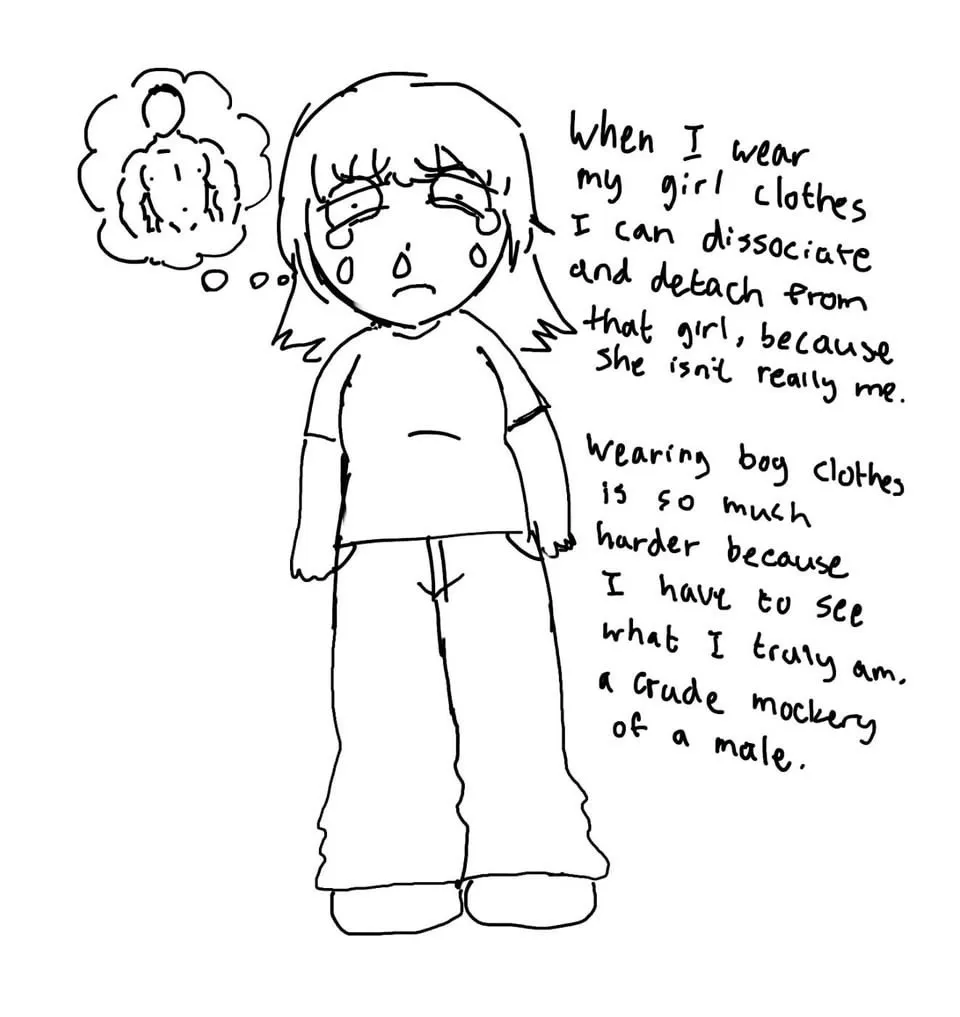 When I wear
my girl clothes
I can dissociate
and detach from
that girl, because
she isn't really me.
Wearing boy clothes
is so much
harder because
I have to see
what I truly am.
a crude mockery
of a male.